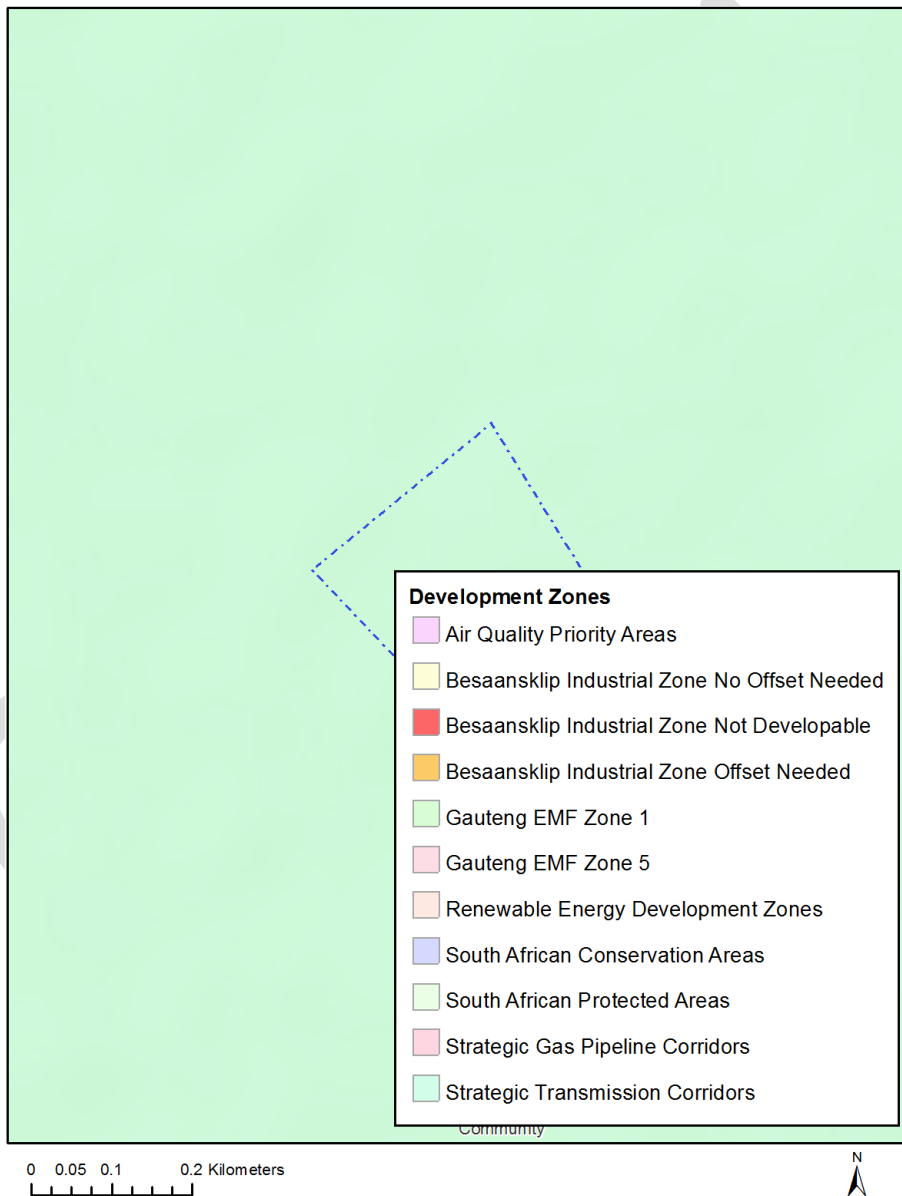 Development Zones
Air Quality Priority Areas
Besaansklip Industrial Zone No Offset Needed
Besaansklip Industrial Zone Not Developable
Besaansklip Industrial Zone Offset Needed
Gauteng EMF Zone 1
Gauteng EMF Zone 5
Renewable Energy Development Zones
South African Conservation Areas
South African Protected Areas
Strategic Gas Pipeline Corridors
Strategic Transmission Corridors
Community
0 0.05 0.1 0.2 Kilometers
N